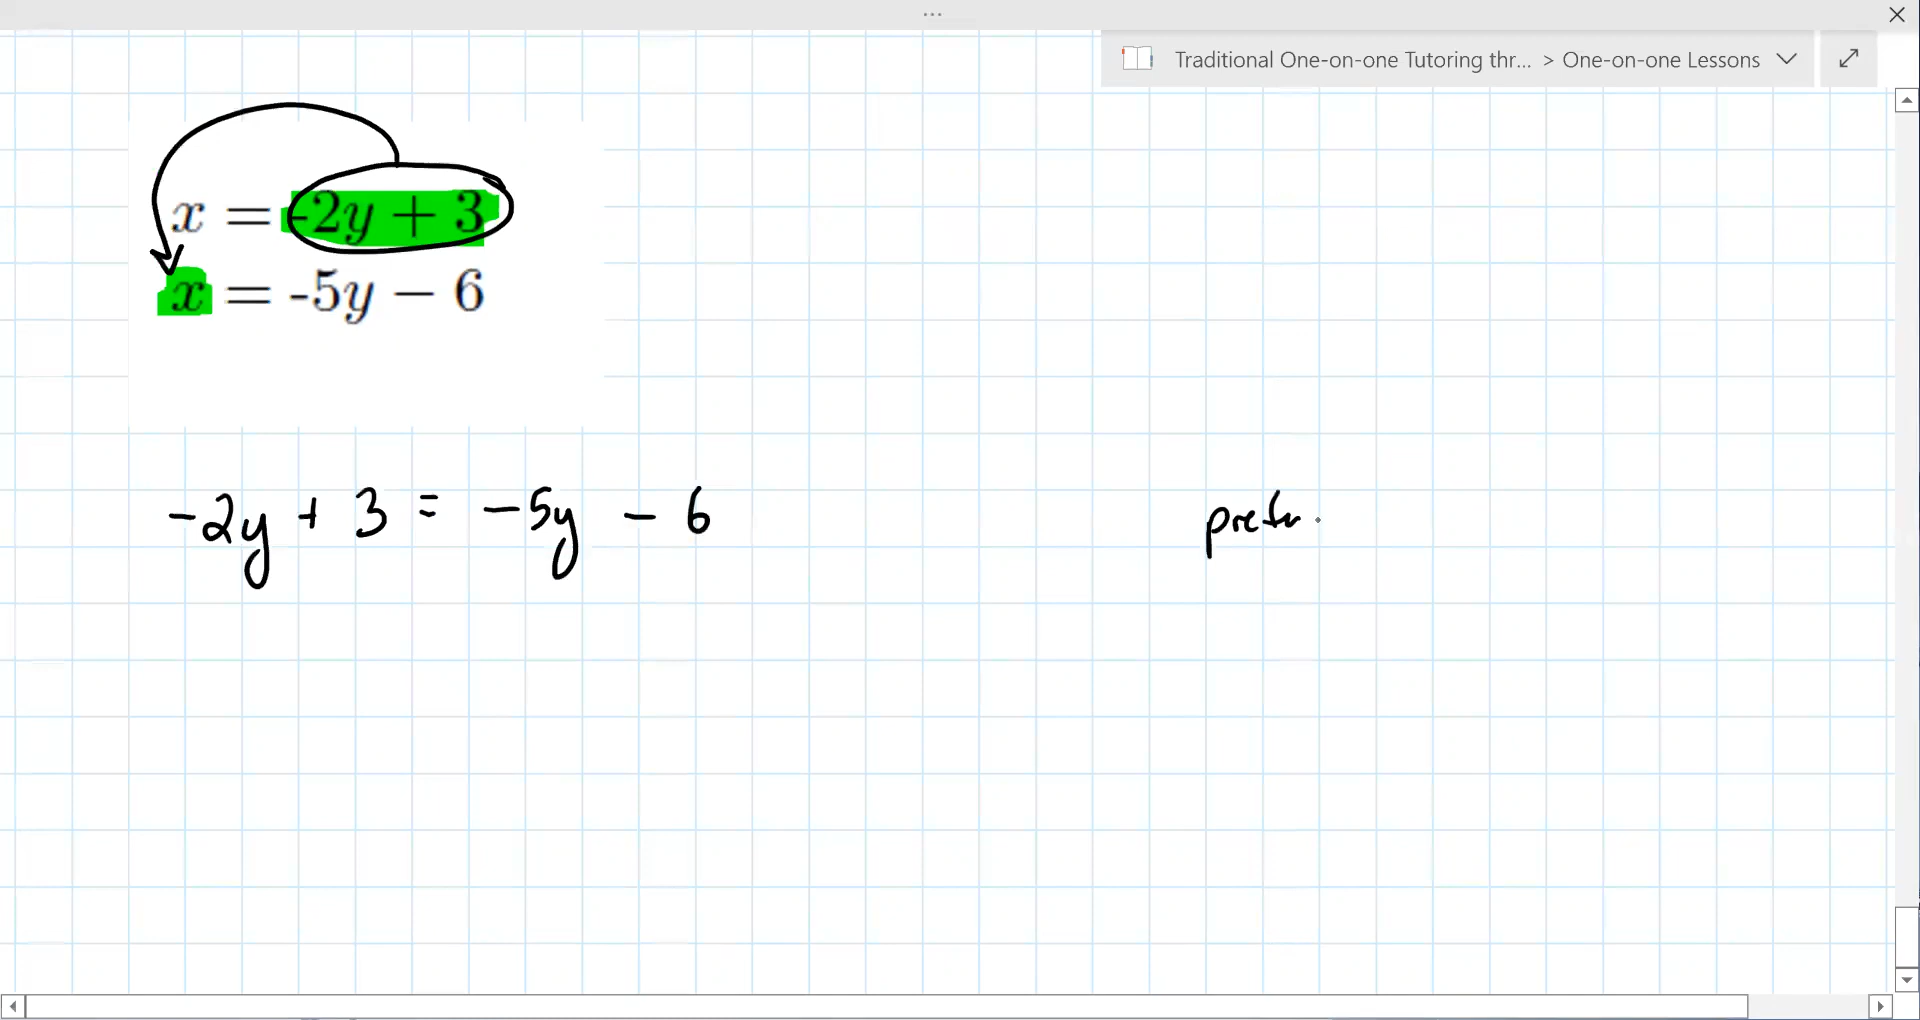 Traditional One-on-one Tutoring thr... > One-on-one Lessons
x = -2y + 3
x = -5y − 6
-2y + 3 = -5y - 6